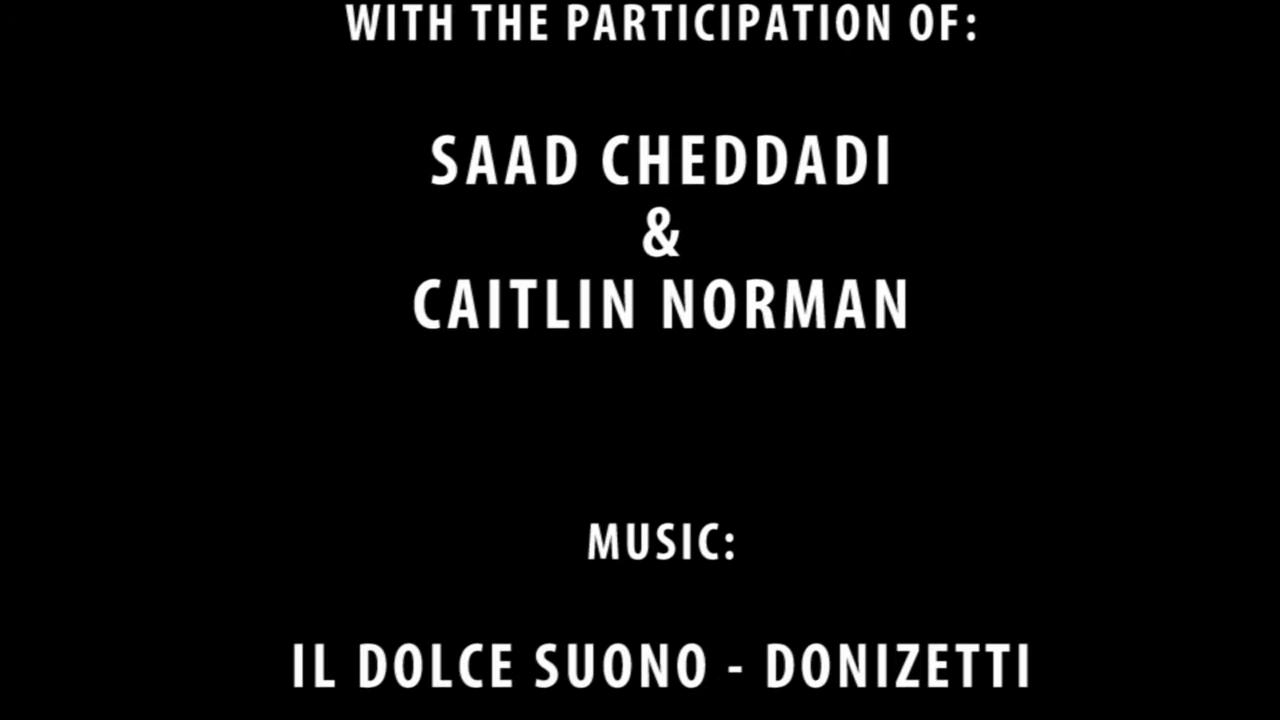 WITH THE PARTICIPATION OF:
SAAD CHEDDADI
&
CAITLIN NORMAN
MUSIC:
IL DOLCE SUONO - DONIZETTI